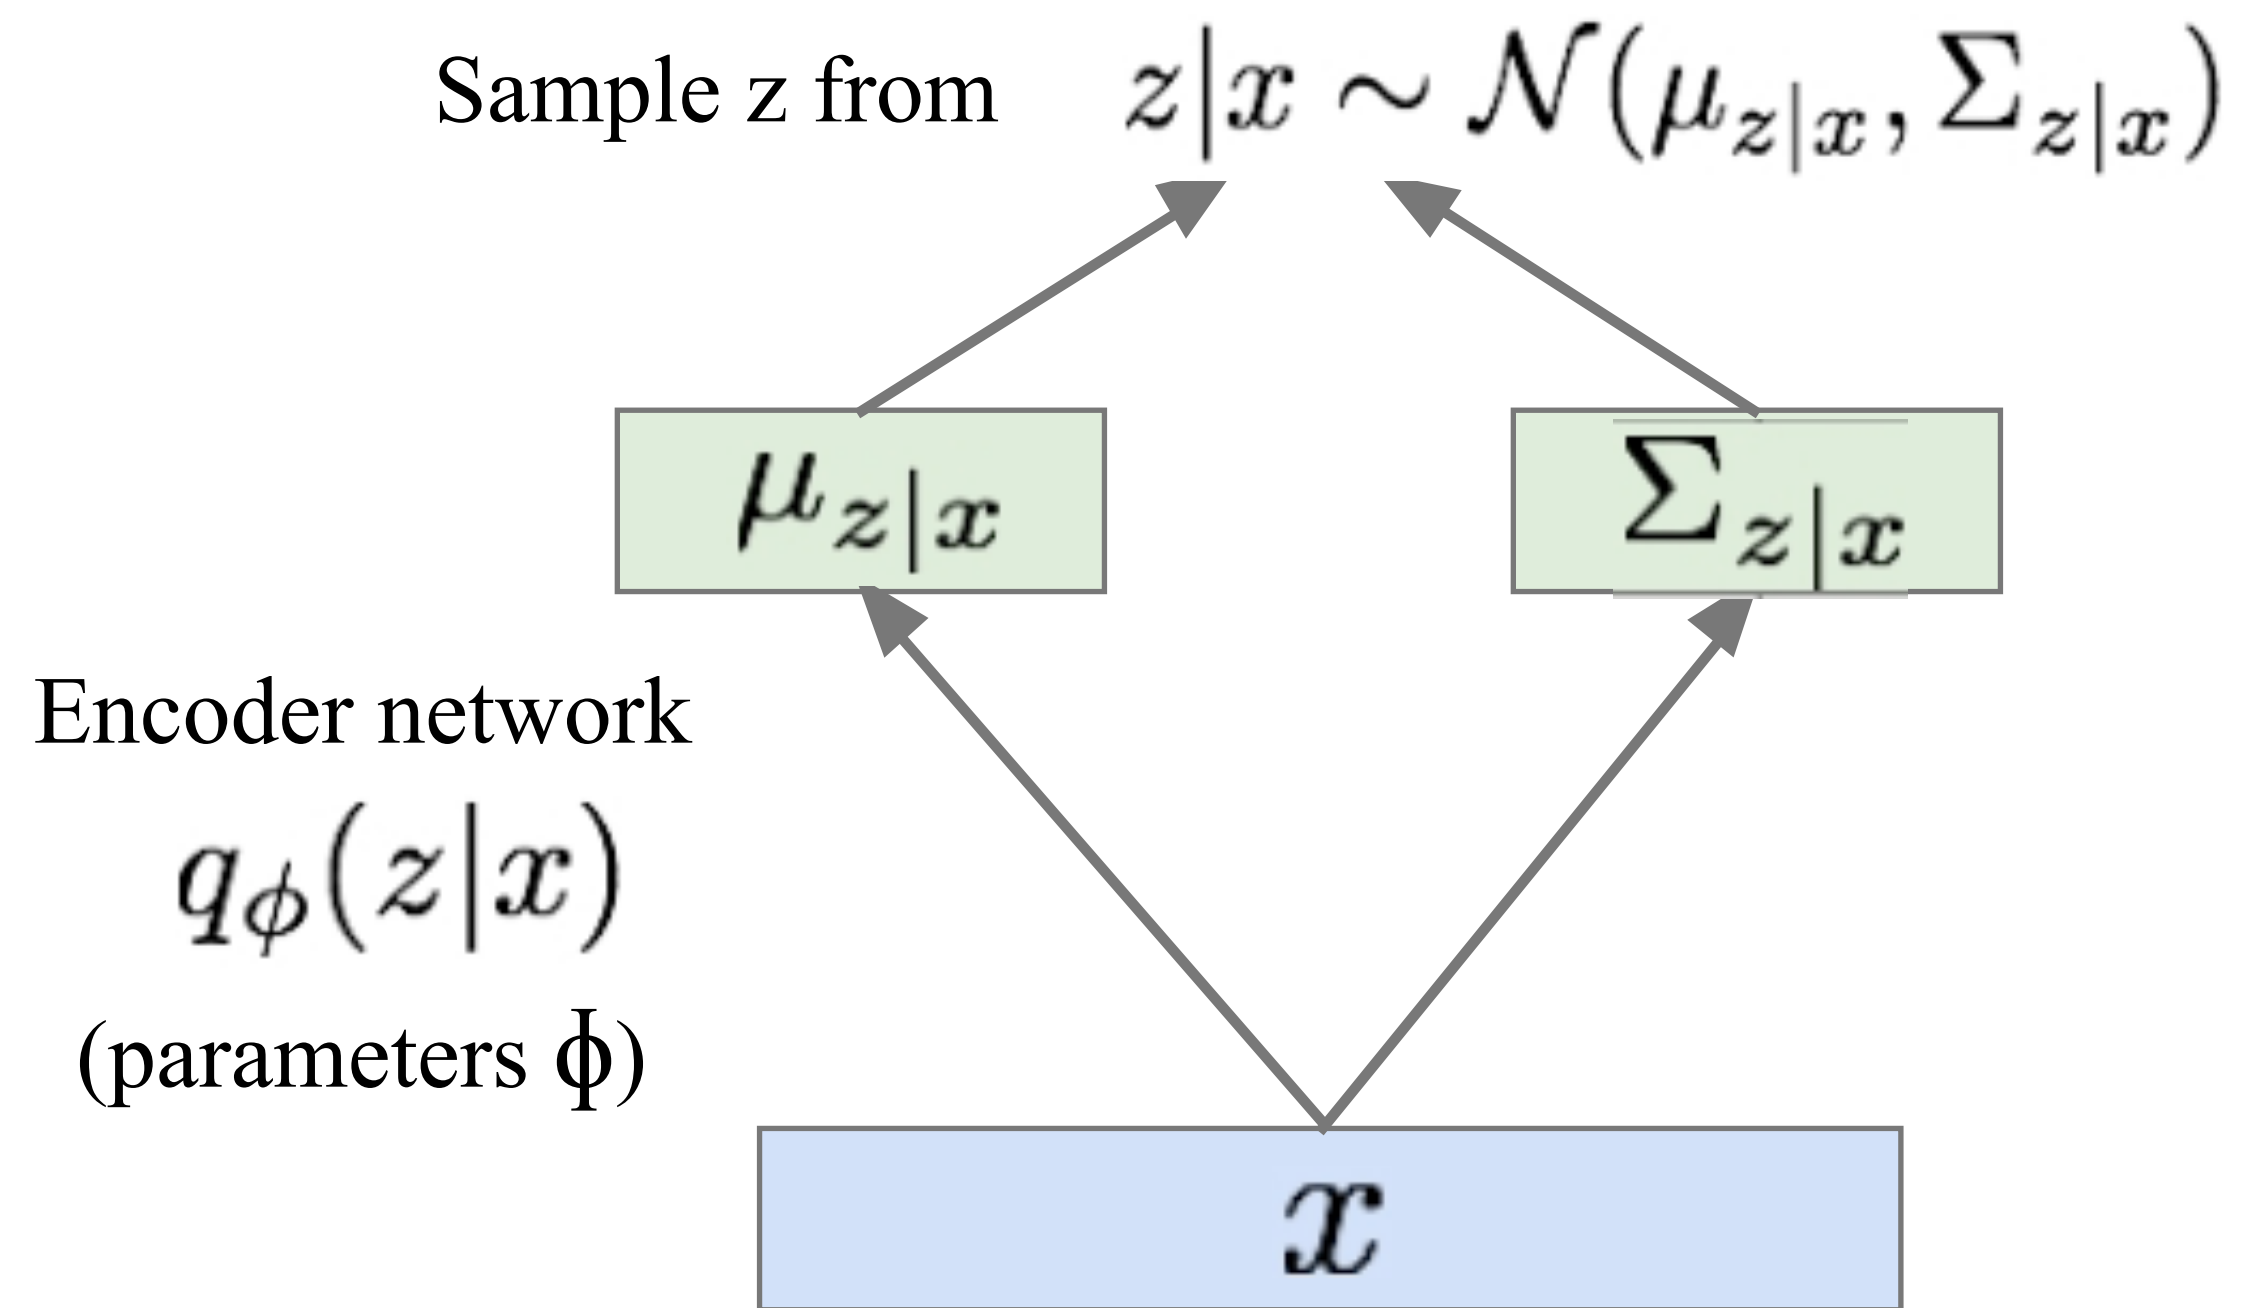 Sample z from z|x ~ 𝒩(μ_{z|x}, Σ_{z|x})
μ_{z|x} Σ_{z|x}
Encoder network
q_ϕ(z|x)
(parameters ϕ)
x